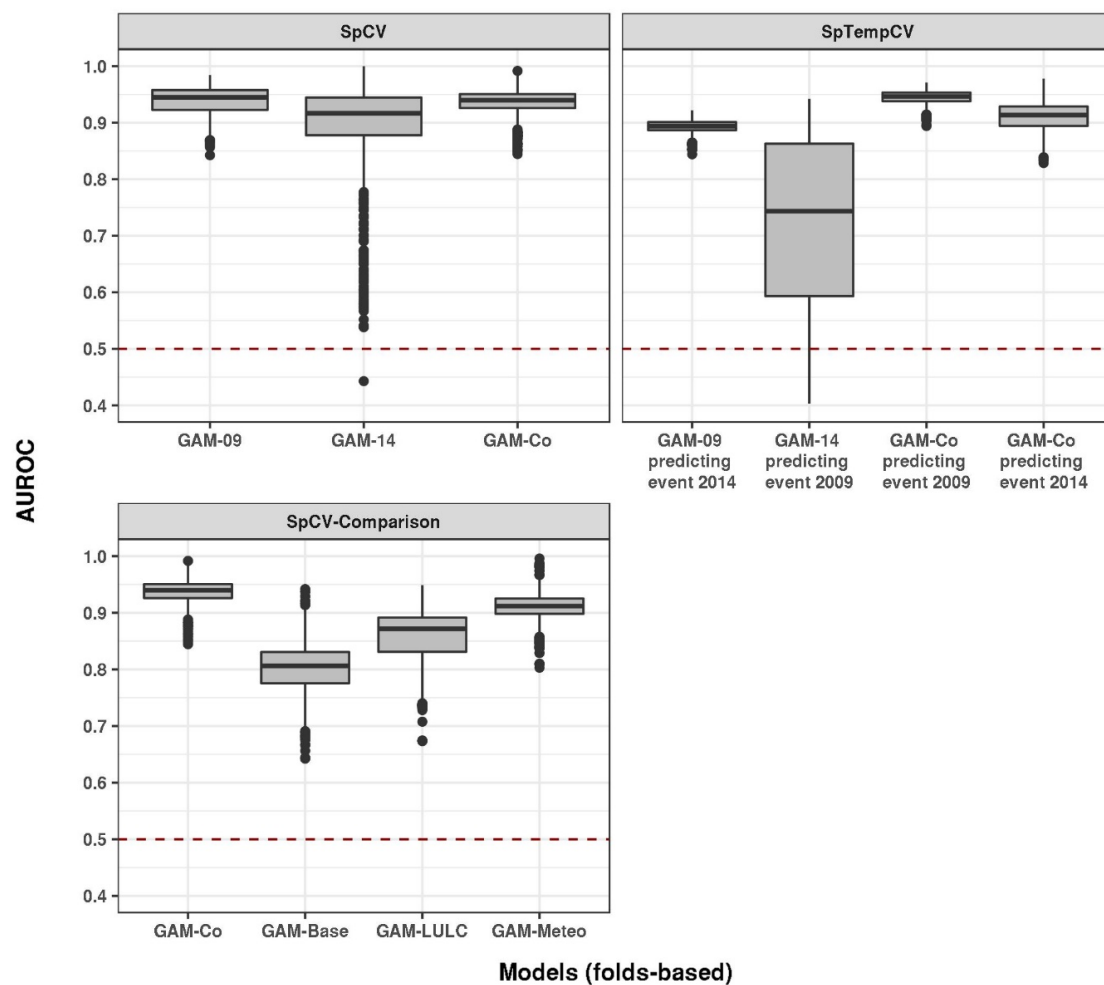 SpCV
SpTempCV
1.0
0.9
0.8
0.7
0.6
0.5
0.4
GAM-09
GAM-14
GAM-Co
GAM-09
predicting
event 2014
GAM-14
predicting
event 2009
GAM-Co
predicting
event 2009
GAM-Co
predicting
event 2014
AUROC
SpCV-Comparison
1.0
0.9
0.8
0.7
0.6
0.5
0.4
GAM-Co
GAM-Base
GAM-LULC
GAM-Meteo
Models (folds-based)